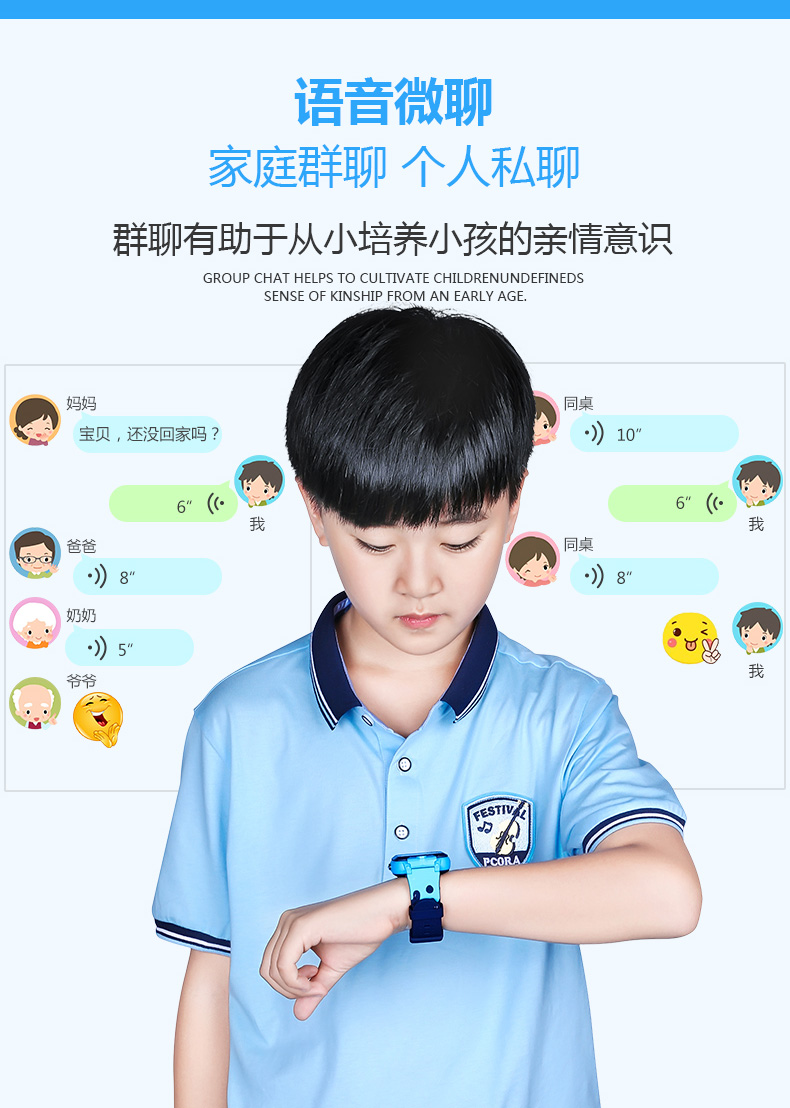 语音微聊
家庭群聊 个人私聊
群聊有助于从小培养小孩的亲情意识
GROUP CHAT HELPS TO CULTIVATE CHILDRENUNDEFINEDS
SENSE OF KINSHIP FROM AN EARLY AGE.
妈妈
宝贝，还没回家吗？
6“
我
爸爸
8“
奶奶
5“
爷爷
同桌
10“
6“
我
同桌
8“
我
FESTIVAL
PCORA